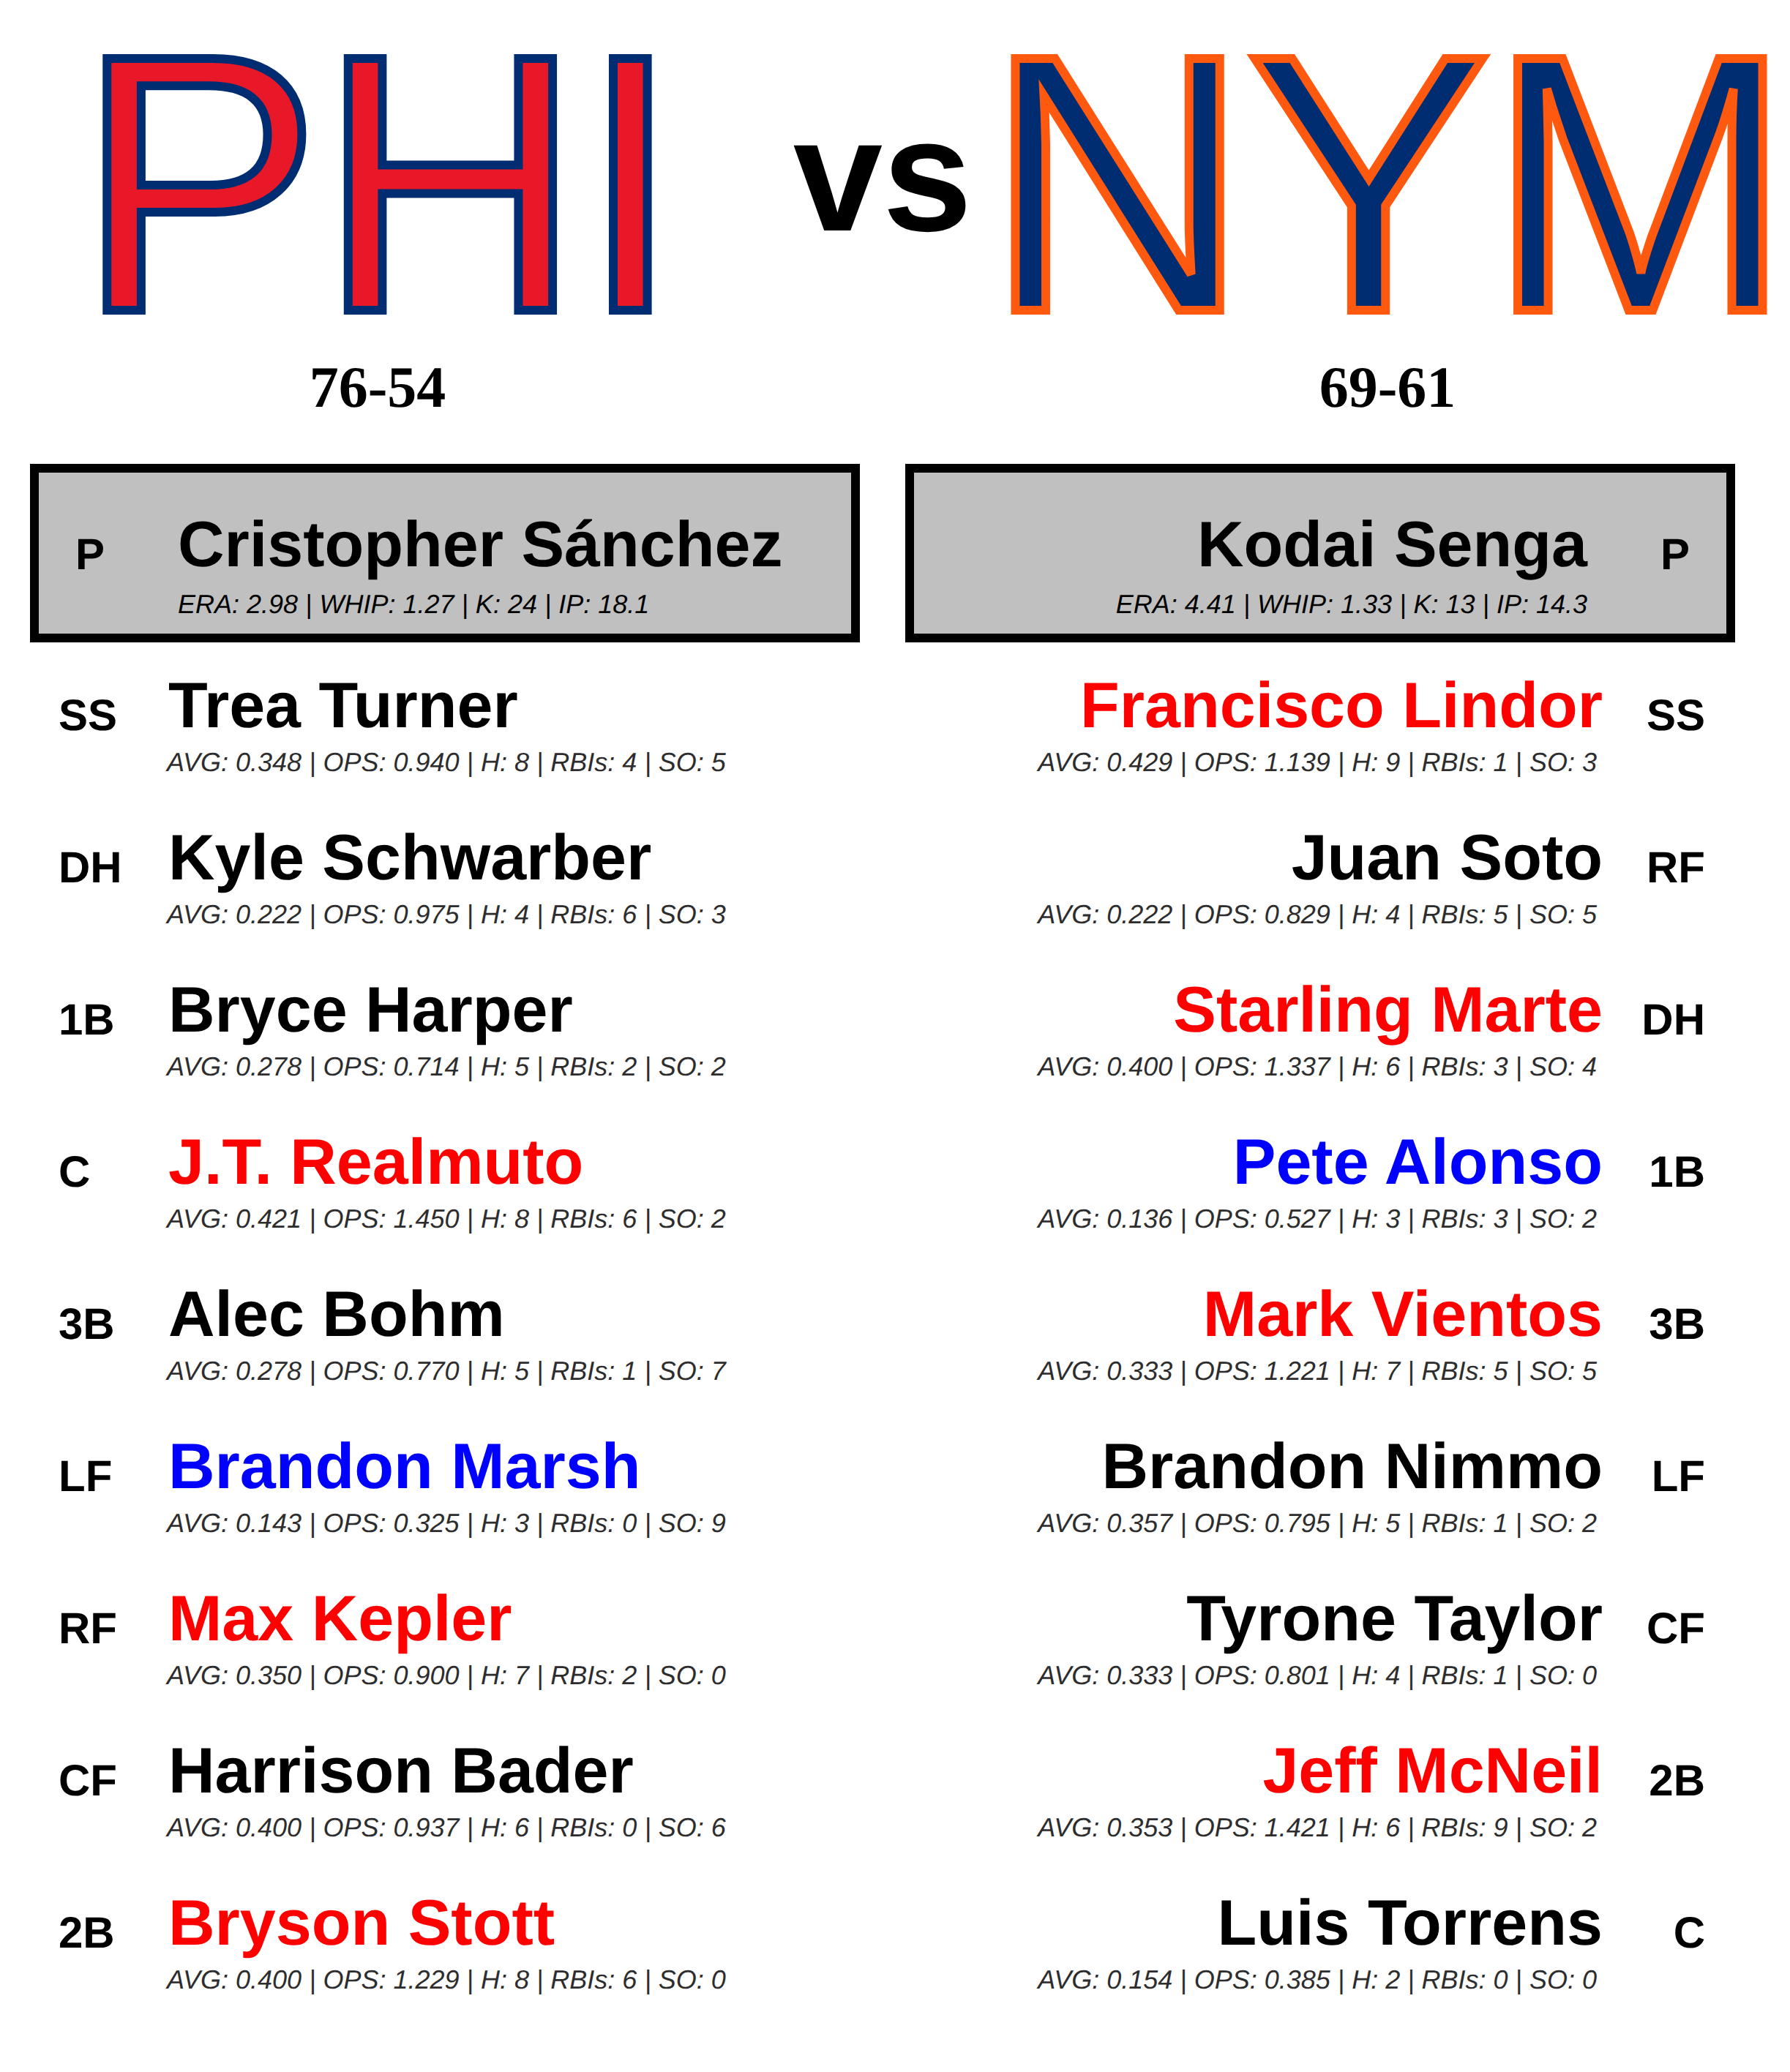 PHI vs NYM
76-54
69-61
P Cristopher Sánchez
ERA: 2.98 | WHIP: 1.27 | K: 24 | IP: 18.1
Kodai Senga P
ERA: 4.41 | WHIP: 1.33 | K: 13 | IP: 14.3
SS Trea Turner
AVG: 0.348 | OPS: 0.940 | H: 8 | RBIs: 4 | SO: 5
DH Kyle Schwarber
AVG: 0.222 | OPS: 0.975 | H: 4 | RBIs: 6 | SO: 3
1B Bryce Harper
AVG: 0.278 | OPS: 0.714 | H: 5 | RBIs: 2 | SO: 2
C J.T. Realmuto
AVG: 0.421 | OPS: 1.450 | H: 8 | RBIs: 6 | SO: 2
3B Alec Bohm
AVG: 0.278 | OPS: 0.770 | H: 5 | RBIs: 1 | SO: 7
LF Brandon Marsh
AVG: 0.143 | OPS: 0.325 | H: 3 | RBIs: 0 | SO: 9
RF Max Kepler
AVG: 0.350 | OPS: 0.900 | H: 7 | RBIs: 2 | SO: 0
CF Harrison Bader
AVG: 0.400 | OPS: 0.937 | H: 6 | RBIs: 0 | SO: 6
2B Bryson Stott
AVG: 0.400 | OPS: 1.229 | H: 8 | RBIs: 6 | SO: 0
Francisco Lindor SS
AVG: 0.429 | OPS: 1.139 | H: 9 | RBIs: 1 | SO: 3
Juan Soto RF
AVG: 0.222 | OPS: 0.829 | H: 4 | RBIs: 5 | SO: 5
Starling Marte DH
AVG: 0.400 | OPS: 1.337 | H: 6 | RBIs: 3 | SO: 4
Pete Alonso 1B
AVG: 0.136 | OPS: 0.527 | H: 3 | RBIs: 3 | SO: 2
Mark Vientos 3B
AVG: 0.333 | OPS: 1.221 | H: 7 | RBIs: 5 | SO: 5
Brandon Nimmo LF
AVG: 0.357 | OPS: 0.795 | H: 5 | RBIs: 1 | SO: 2
Tyrone Taylor CF
AVG: 0.333 | OPS: 0.801 | H: 4 | RBIs: 1 | SO: 0
Jeff McNeil 2B
AVG: 0.353 | OPS: 1.421 | H: 6 | RBIs: 9 | SO: 2
Luis Torrens C
AVG: 0.154 | OPS: 0.385 | H: 2 | RBIs: 0 | SO: 0